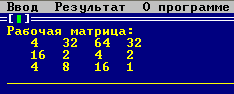 Ввод Результат О программе
[▮]
Рабочая матрица:
4 32 64 32
16 2 4 2
4 8 16 1